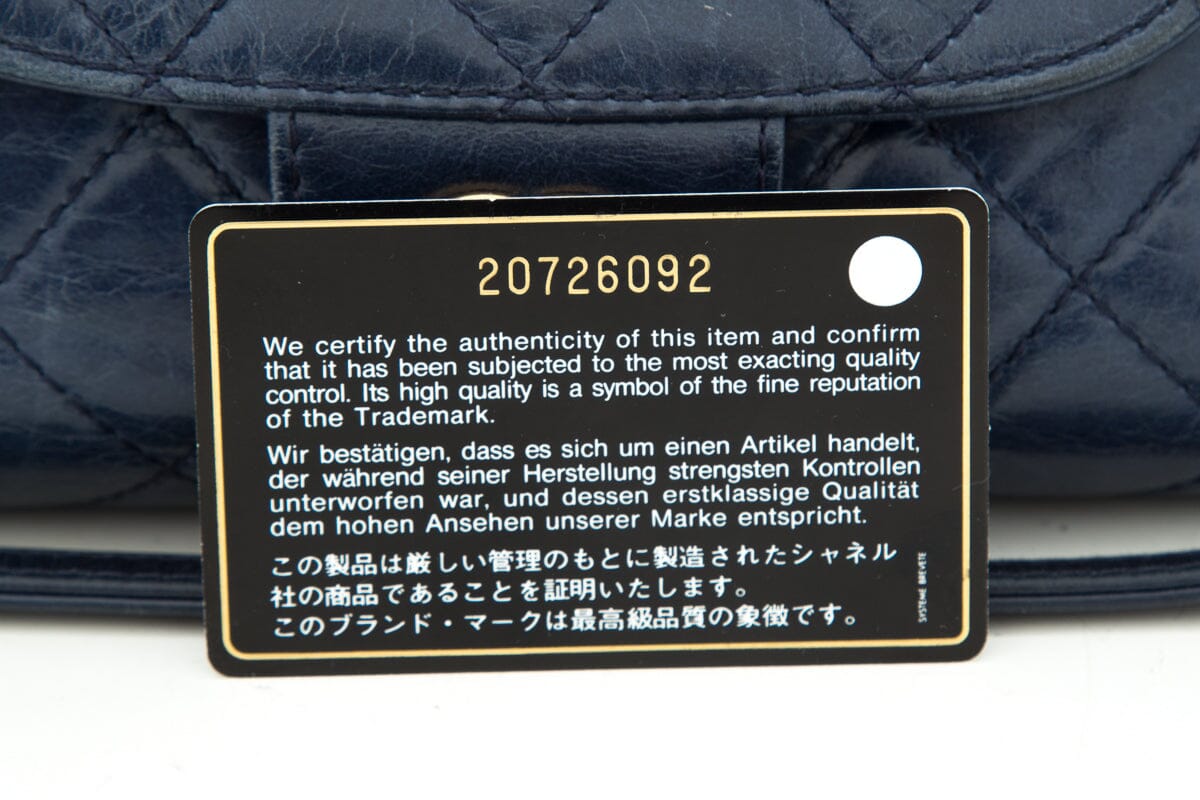 20726092
We certify the authenticity of this item and confirm
that it has been subjected to the most exacting quality
control. Its high quality is a symbol of the fine reputation
of the Trademark.
Wir bestätigen, dass es sich um einen Artikel handelt,
der während seiner Herstellung strengsten Kontrollen
unterworfen war, und dessen erstklassige Qualität
dem hohen Ansehen unserer Marke entspricht.
この製品は厳しい管理のもとに製造されたシャネル
社の商品であることを証明いたします。
このブランド・マークは最高級品質の象徴です。
SYSTEME BREVETE